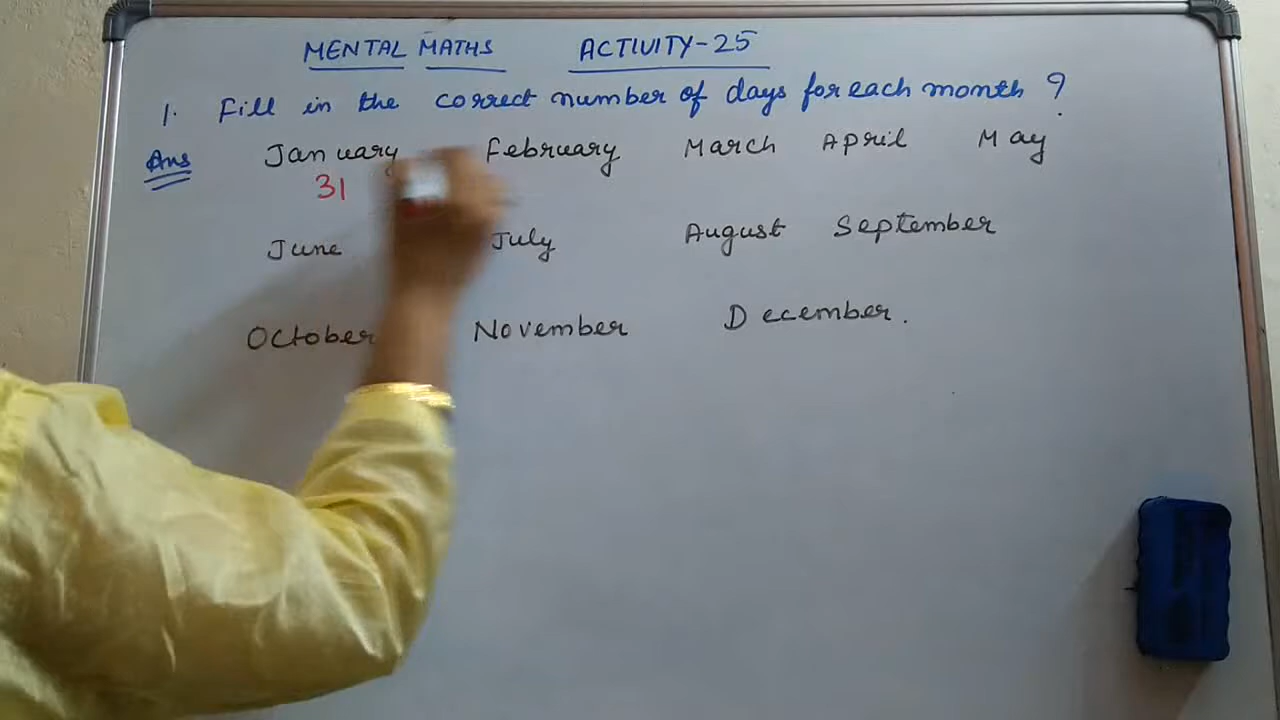 MENTAL MATHS ACTIVITY-25
1. Fill in the correct number of days for each month ?
Ans January February March April May
31
June July August September
October November December.